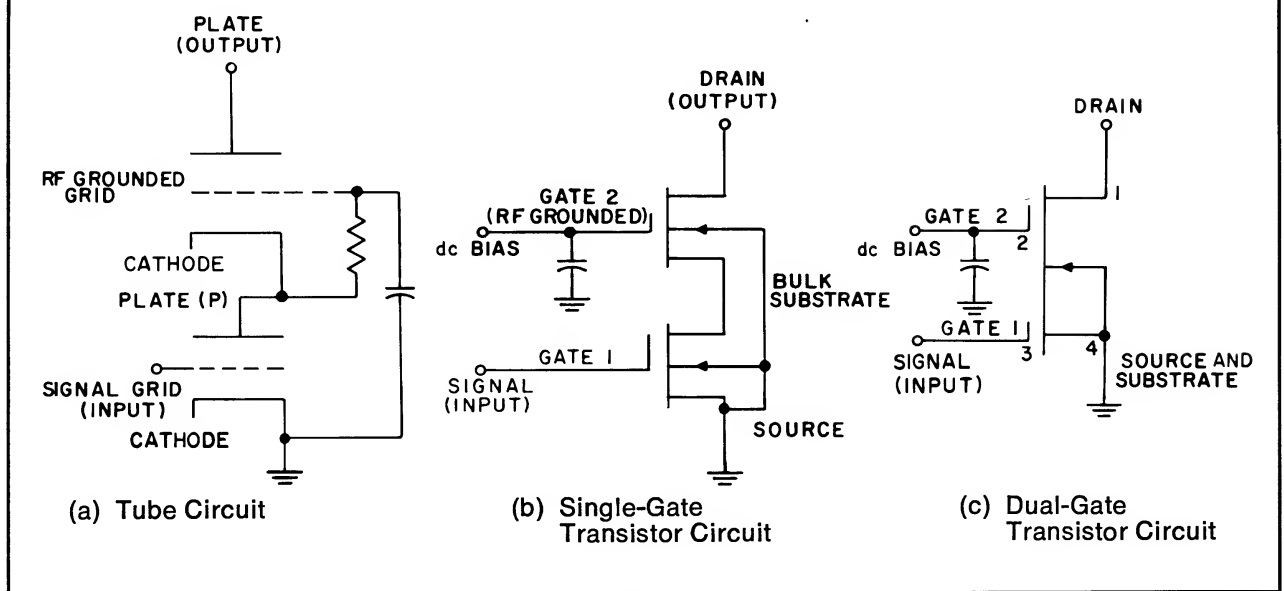 PLATE
(OUTPUT)
RF GROUNDED
GRID
CATHODE
PLATE (P)
SIGNAL GRID
(INPUT)
CATHODE
(a) Tube Circuit
DRAIN
(OUTPUT)
GATE 2
(RF GROUNDED)
dc BIAS
BULK
SUBSTRATE
GATE 1
SIGNAL
(INPUT)
SOURCE
(b) Single-Gate
Transistor Circuit
DRAIN
1
GATE 2
dc BIAS
2
GATE 1
3
4
SIGNAL
(INPUT)
SOURCE AND
SUBSTRATE
(c) Dual-Gate
Transistor Circuit